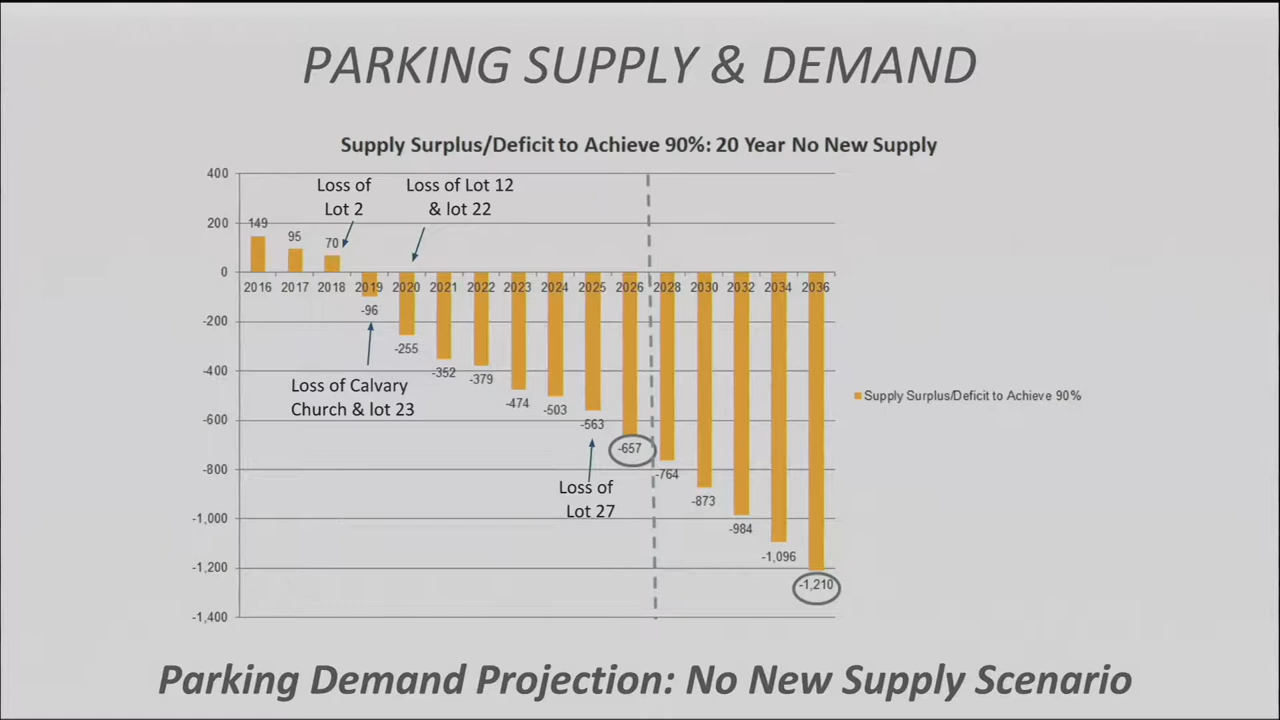 PARKING SUPPLY & DEMAND
Supply Surplus/Deficit to Achieve 90%: 20 Year No New Supply
400
200
0
-200
-400
-600
-800
-1,000
-1,200
-1,400
Loss of
Lot 2
Loss of Lot 12
& lot 22
149
95
70
2016 2017 2018 2019 2020 2021 2022 2023 2024 2025 2026 2028 2030 2032 2034 2036
-96
-255
-352
-379
-474
-503
-563
-657
-764
-873
-984
-1,096
-1,210
Loss of Calvary
Church & lot 23
Loss of
Lot 27
Supply Surplus/Deficit to Achieve 90%
Parking Demand Projection: No New Supply Scenario